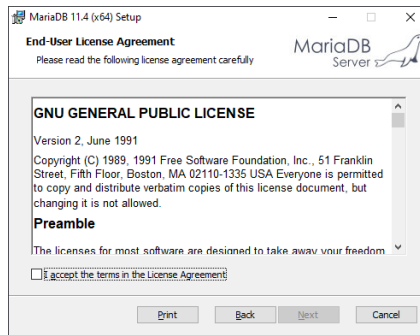 MariaDB 11.4 (x64) Setup
End-User License Agreement
Please read the following license agreement carefully
MariaDB
Server
GNU GENERAL PUBLIC LICENSE
Version 2, June 1991
Copyright (C) 1989, 1991 Free Software Foundation, Inc., 51 Franklin
Street, Fifth Floor, Boston, MA 02110-1335 USA Everyone is permitted
to copy and distribute verbatim copies of this license document, but
changing it is not allowed.
Preamble
The licenses for most software are designed to take away your freedom
I accept the terms in the License Agreement
Print
Back
Next
Cancel